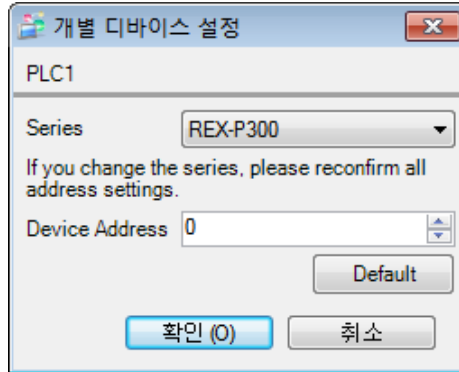 개별 디바이스 설정
PLC1
Series REX-P300
If you change the series, please reconfirm all
address settings.
Device Address 0
Default
확인 (O) 취소